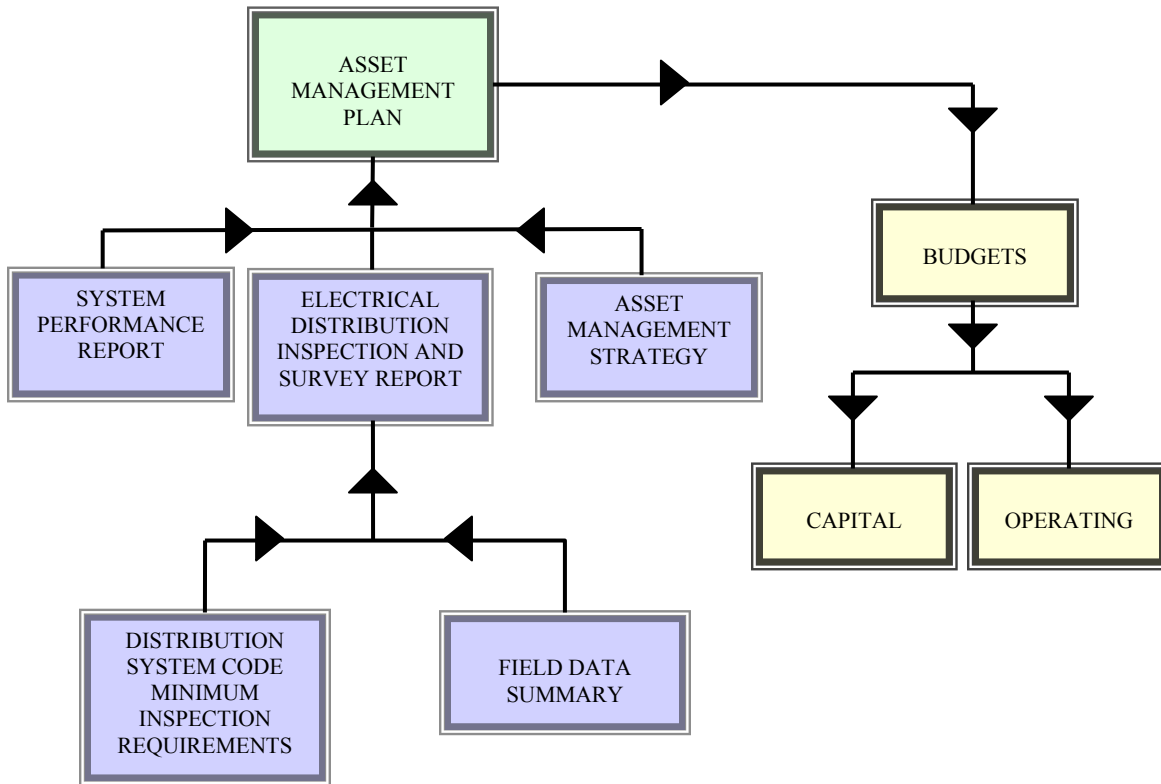 ASSET
MANAGEMENT
PLAN
BUDGETS
SYSTEM
PERFORMANCE
REPORT
ELECTRICAL
DISTRIBUTION
INSPECTION AND
SURVEY REPORT
ASSET
MANAGEMENT
STRATEGY
CAPITAL
OPERATING
DISTRIBUTION
SYSTEM CODE
MINIMUM
INSPECTION
REQUIREMENTS
FIELD DATA
SUMMARY